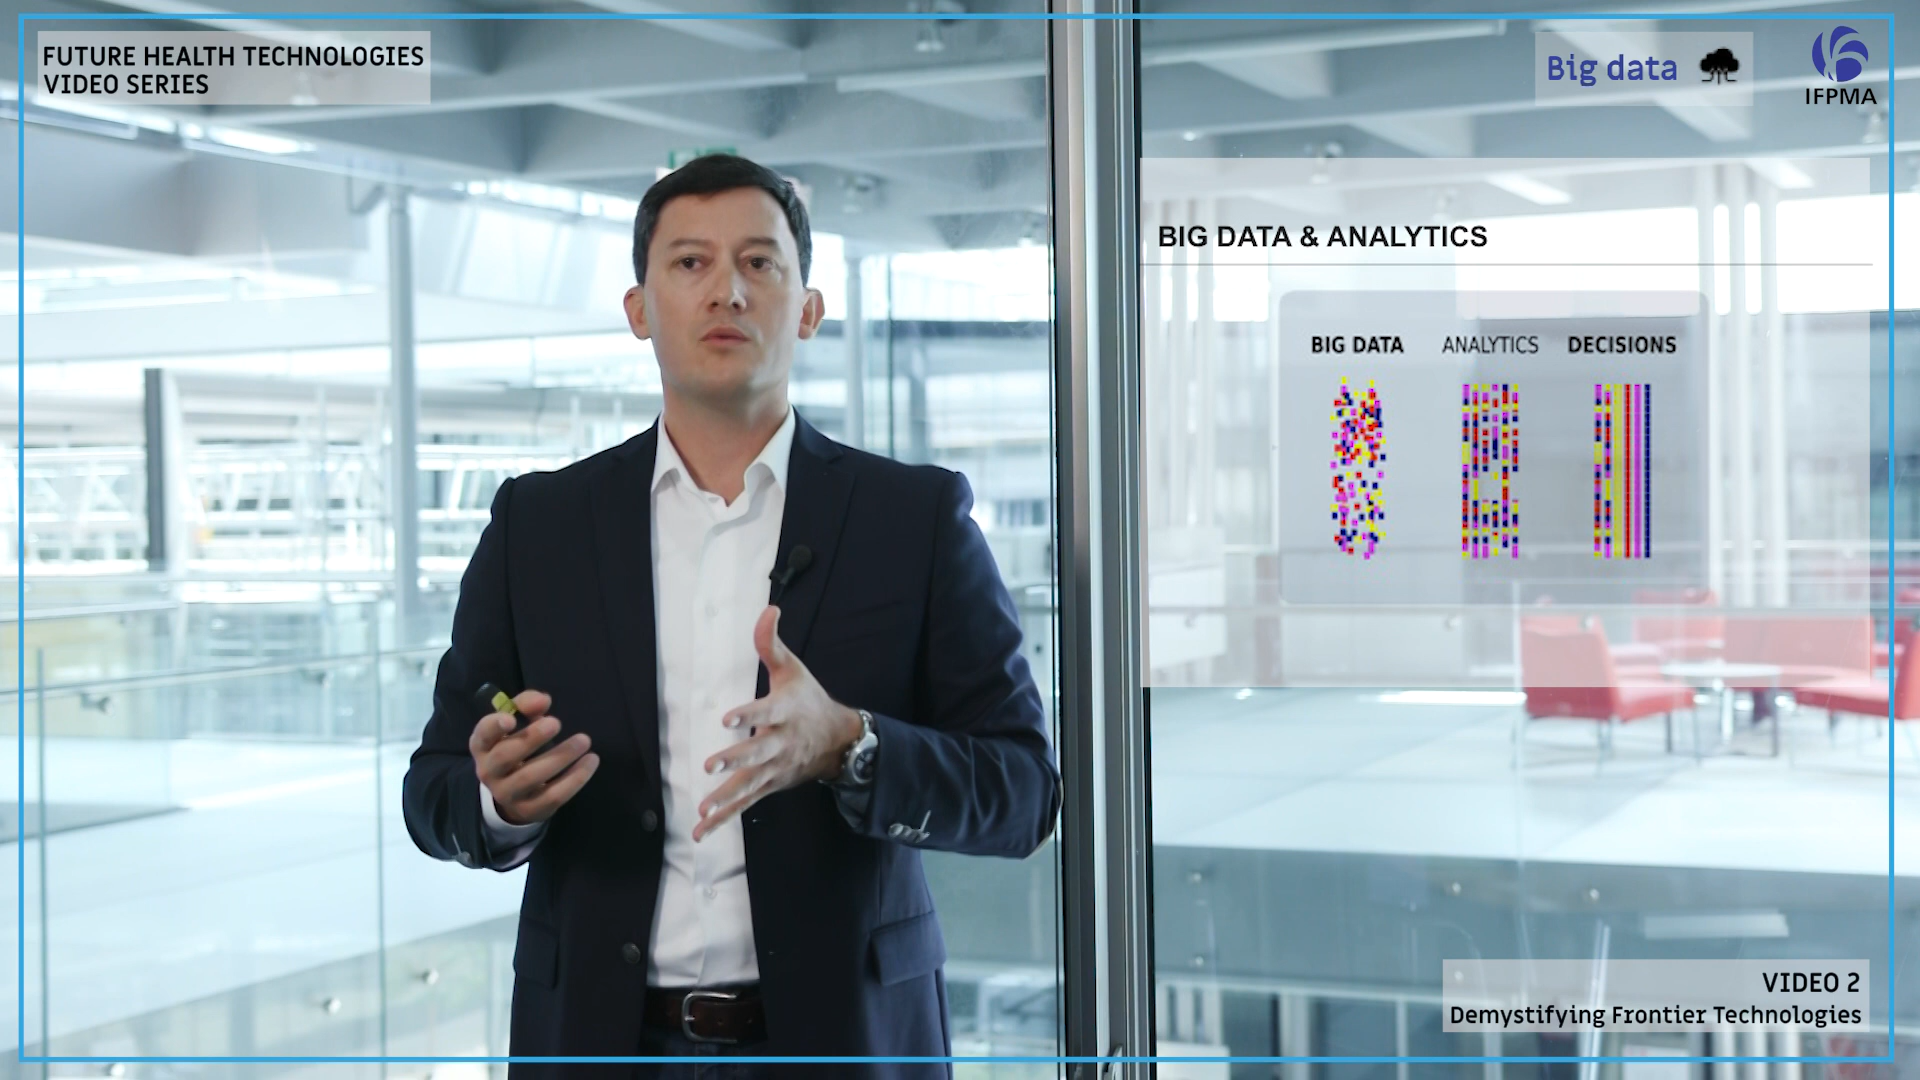 FUTURE HEALTH TECHNOLOGIES
VIDEO SERIES
Big data
IFPMA
BIG DATA & ANALYTICS
BIG DATA ANALYTICS DECISIONS
VIDEO 2
Demystifying Frontier Technologies